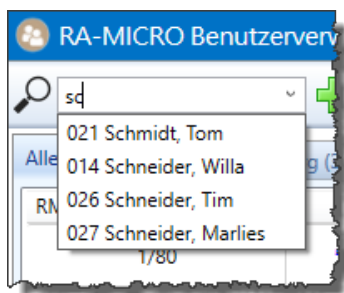 RA-MICRO Benutzerverw
sc
021 Schmidt, Tom
014 Schneider, Willa
026 Schneider, Tim
027 Schneider, Marlies
Alle
g (3
RM
1/80